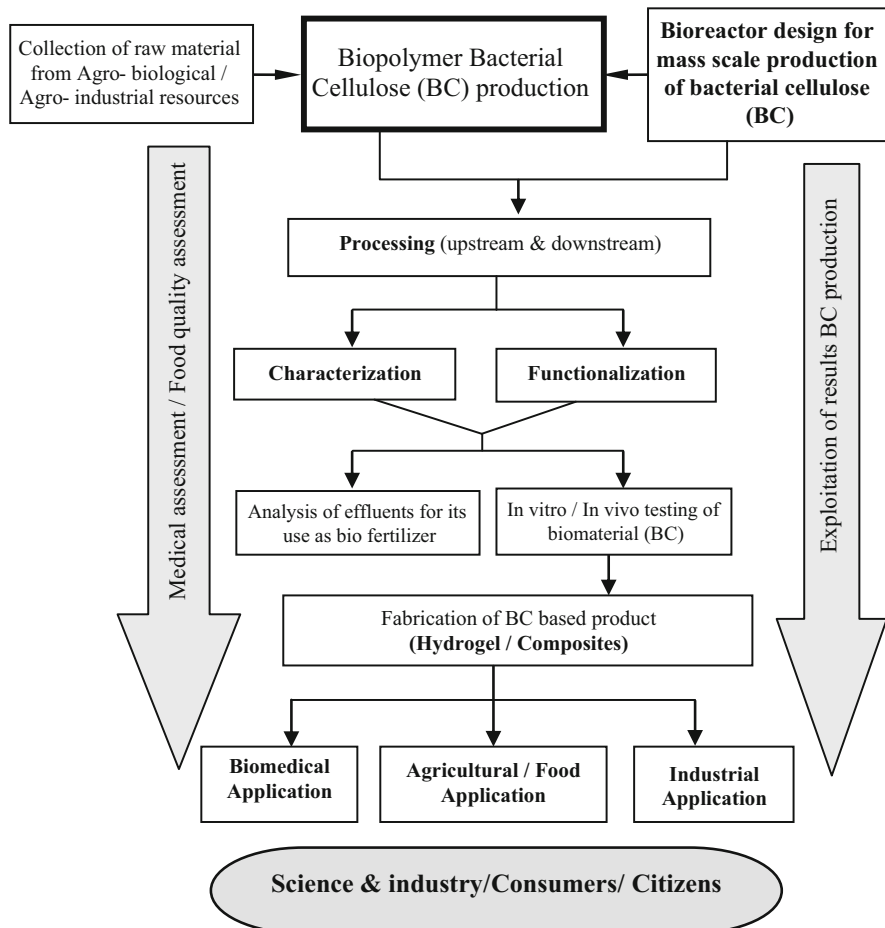 Collection of raw material
from Agro- biological /
Agro- industrial resources
Biopolymer Bacterial
Cellulose (BC) production
Bioreactor design for
mass scale production
of bacterial cellulose
(BC)
Processing (upstream & downstream)
Characterization
Functionalization
Analysis of effluents for its
use as bio fertilizer
In vitro / In vivo testing of
biomaterial (BC)
Fabrication of BC based product
(Hydrogel / Composites)
Biomedical
Application
Agricultural / Food
Application
Industrial
Application
Medical assessment / Food quality assessment
Exploitation of results BC production
Science & industry/Consumers/ Citizens